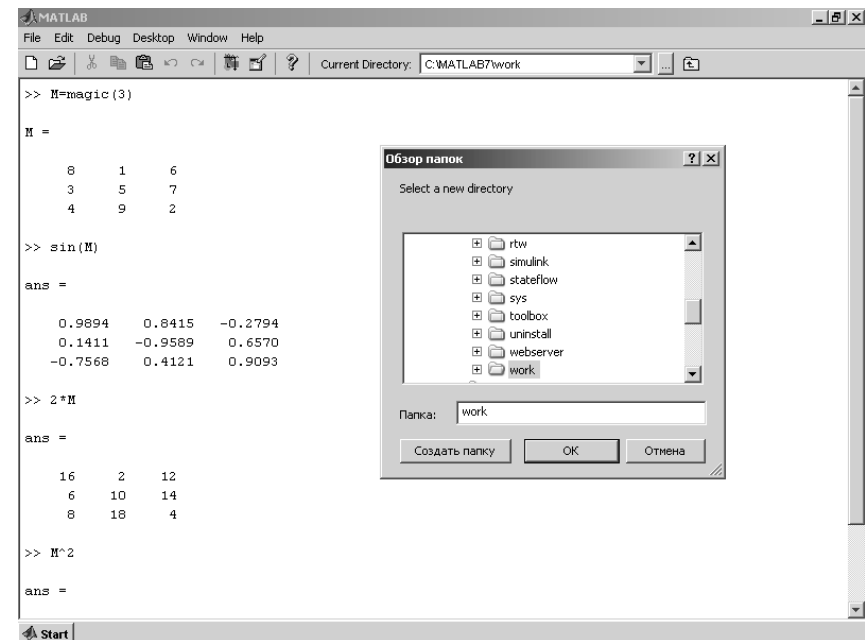 MATLAB
File Edit Debug Desktop Window Help
Current Directory: C:\MATLAB7\work
>> M=magic(3)
M =
8 1 6
3 5 7
4 9 2
>> sin(M)
ans =
0.9894 0.8415 -0.2794
0.1411 -0.9589 0.6570
-0.7568 0.4121 0.9093
>> 2*M
ans =
16 2 12
6 10 14
8 18 4
>> M^2
ans =
Обзор папок
Select a new directory
rtw
simulink
stateflow
sys
toolbox
uninstall
webserver
work
Папка: work
Создать папку OK Отмена
Start